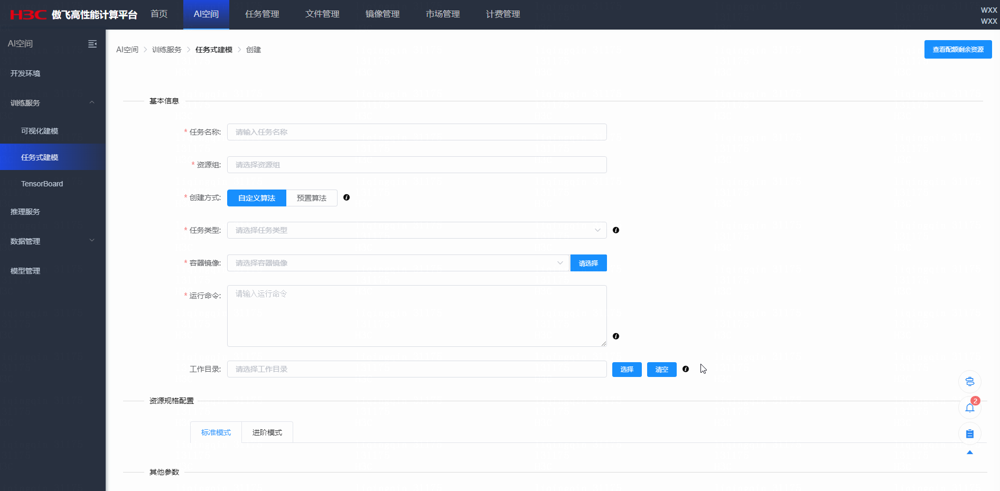 H3C 傲飞高性能计算平台 首页 AI空间 任务管理 文件管理 镜像管理 市场管理 计费管理
WXX
WXX
AI空间
开发环境
训练服务
可视化建模
任务式建模
TensorBoard
推理服务
数据管理
模型管理
AI空间 > 训练服务 > 任务式建模 > 创建
查看配额剩余资源
基本信息
* 任务名称: 请输入任务名称
* 资源组: 请选择资源组
* 创建方式: 自定义算法 预置算法
* 任务类型: 请选择任务类型
* 容器镜像: 请选择容器镜像 请选择
* 运行命令: 请输入运行命令
工作目录: 请选择工作目录 选择 清空
资源规格配置
2
标准模式 进阶模式
其他参数